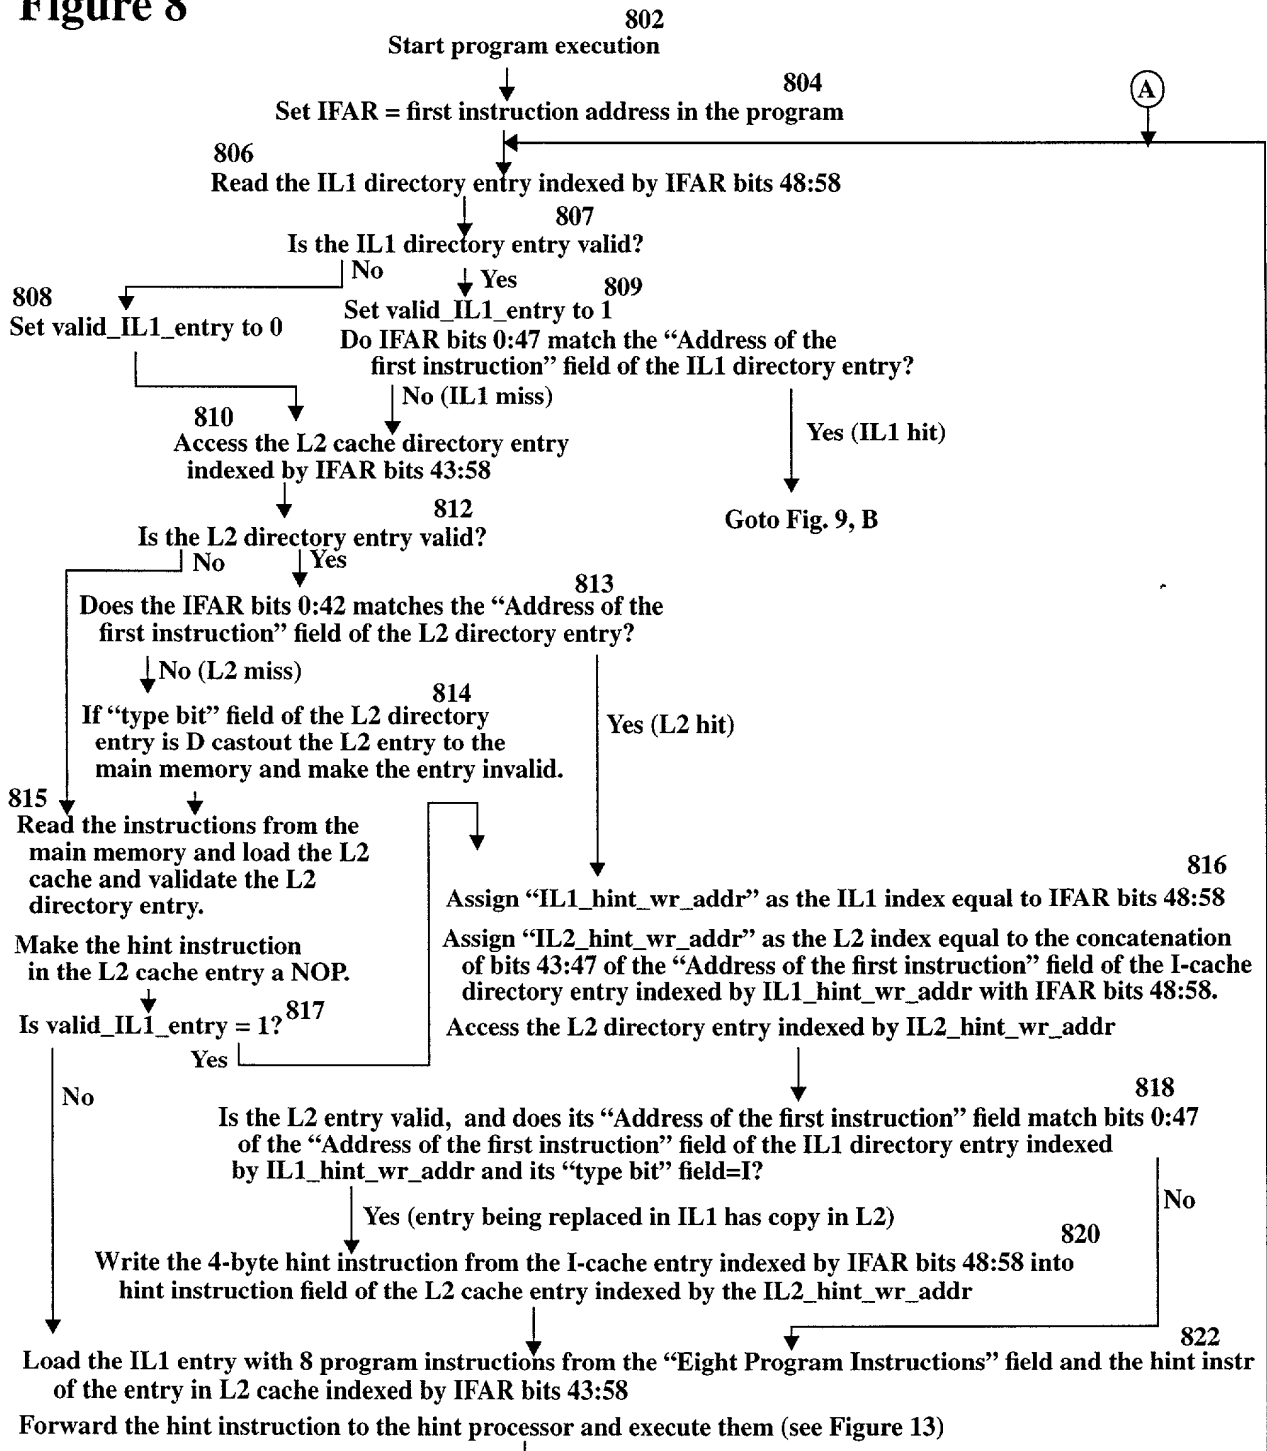 Figure 8
802
Start program execution
804
Set IFAR = first instruction address in the program
A
806
Read the IL1 directory entry indexed by IFAR bits 48:58
807
Is the IL1 directory entry valid?
No
Yes
808
Set valid_IL1_entry to 0
809
Set valid_IL1_entry to 1
Do IFAR bits 0:47 match the “Address of the
first instruction” field of the IL1 directory entry?
No (IL1 miss)
Yes (IL1 hit)
Goto Fig. 9, B
810
Access the L2 cache directory entry
indexed by IFAR bits 43:58
812
Is the L2 directory entry valid?
No
Yes
813
Does the IFAR bits 0:42 matches the “Address of the
first instruction” field of the L2 directory entry?
No (L2 miss)
Yes (L2 hit)
814
If “type bit” field of the L2 directory
entry is D castout the L2 entry to the
main memory and make the entry invalid.
815
Read the instructions from the
main memory and load the L2
cache and validate the L2
directory entry.
Make the hint instruction
in the L2 cache entry a NOP.
Is valid_IL1_entry = 1? 817
Yes
No
816
Assign “IL1_hint_wr_addr” as the IL1 index equal to IFAR bits 48:58
Assign “IL2_hint_wr_addr” as the L2 index equal to the concatenation
of bits 43:47 of the “Address of the first instruction” field of the I-cache
directory entry indexed by IL1_hint_wr_addr with IFAR bits 48:58.
Access the L2 directory entry indexed by IL2_hint_wr_addr
818
Is the L2 entry valid, and does its “Address of the first instruction” field match bits 0:47
of the “Address of the first instruction” field of the IL1 directory entry indexed
by IL1_hint_wr_addr and its “type bit” field=I?
Yes (entry being replaced in IL1 has copy in L2)
No
820
Write the 4-byte hint instruction from the I-cache entry indexed by IFAR bits 48:58 into
hint instruction field of the L2 cache entry indexed by the IL2_hint_wr_addr
822
Load the IL1 entry with 8 program instructions from the “Eight Program Instructions” field and the hint instr
of the entry in L2 cache indexed by IFAR bits 43:58
Forward the hint instruction to the hint processor and execute them (see Figure 13)